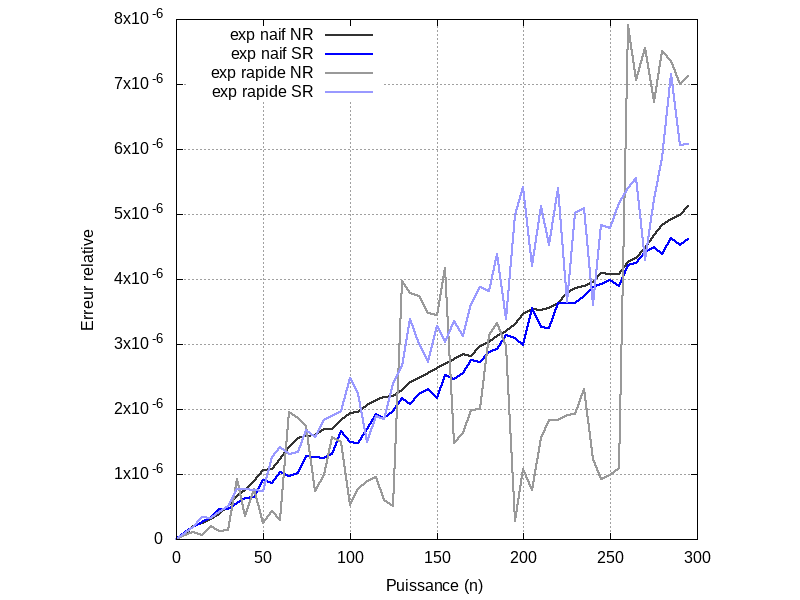 8x10-6
7x10-6
6x10-6
5x10-6
4x10-6
3x10-6
2x10-6
1x10-6
0
exp naif NR
exp naif SR
exp rapide NR
exp rapide SR
Erreur relative
0 50 100 150 200 250 300
Puissance (n)